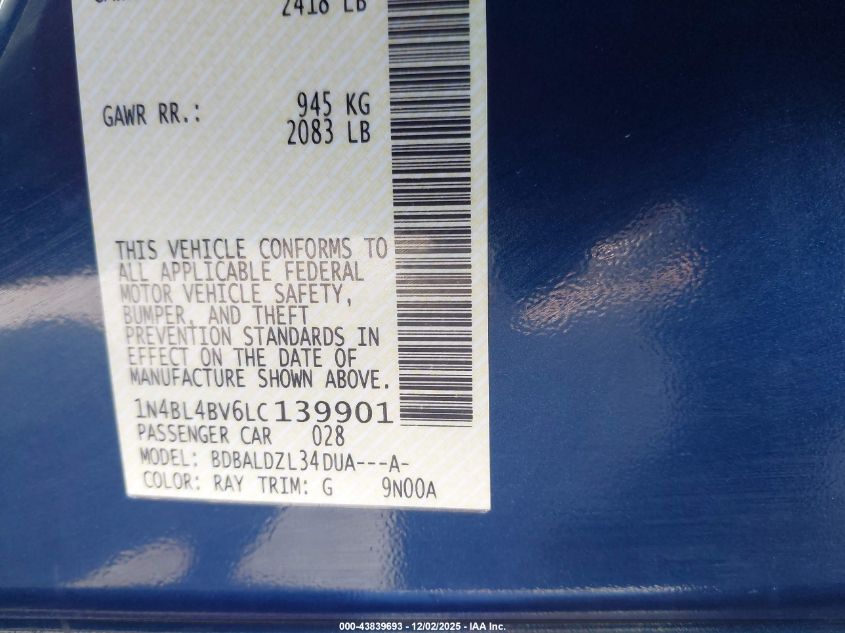 2418 LB
GAWR RR.: 945 KG
2083 LB
THIS VEHICLE CONFORMS TO
ALL APPLICABLE FEDERAL
MOTOR VEHICLE SAFETY,
BUMPER, AND THEFT
PREVENTION STANDARDS IN
EFFECT ON THE DATE OF
MANUFACTURE SHOWN ABOVE.
1N4BL4BV6LC139901
PASSENGER CAR 028
MODEL: BDBALDZL34DUA---A-
COLOR: RAY TRIM: G 9N00A
000-43839693 - 12/02/2025 - IAA Inc.